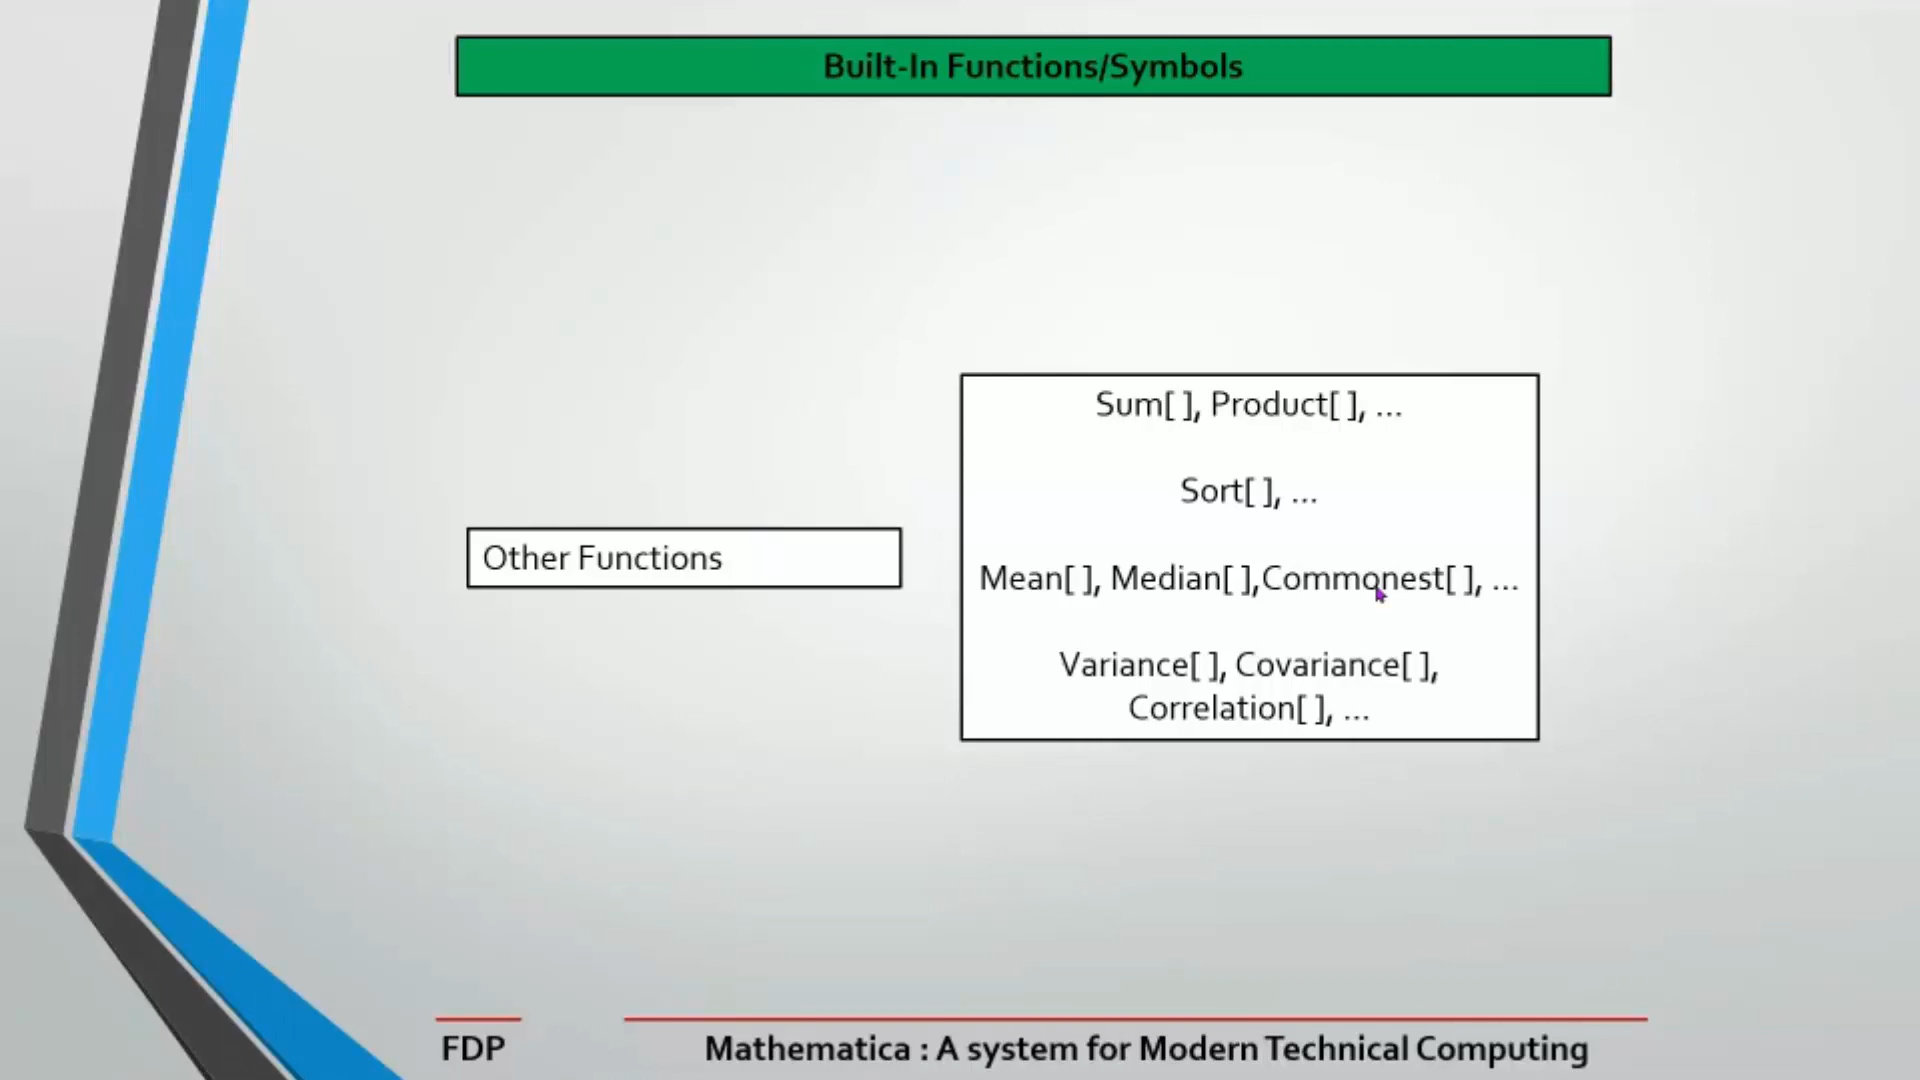 Built-In Functions/Symbols
Sum[ ], Product[ ], ...
Sort[ ], ...
Other Functions
Mean[ ], Median[ ],Commonest[ ], ...
Variance[ ], Covariance[ ],
Correlation[ ], ...
FDP
Mathematica : A system for Modern Technical Computing